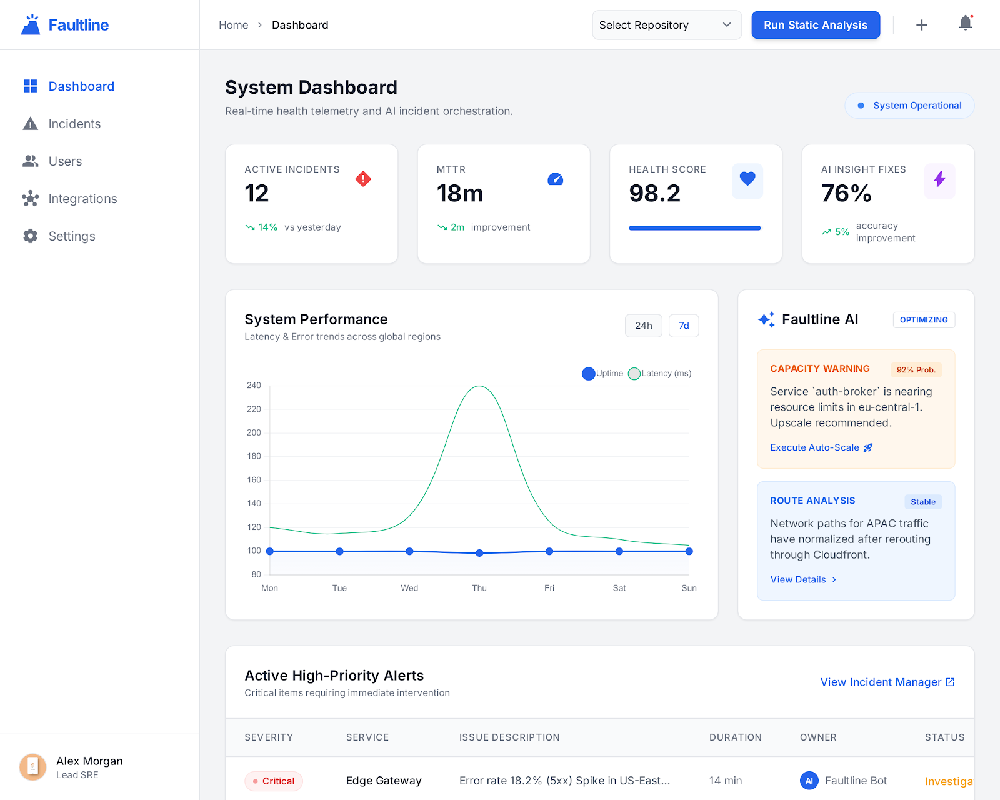 Faultline
Home
Dashboard
Select Repository
Run Static Analysis
Dashboard
Incidents
Users
Integrations
Settings
Alex Morgan
Lead SRE
System Dashboard
Real-time health telemetry and AI incident orchestration.
System Operational
ACTIVE INCIDENTS
12
14% vs yesterday
MTTR
18m
2m improvement
HEALTH SCORE
98.2
AI INSIGHT FIXES
76%
5% accuracy
improvement
System Performance
Latency & Error trends across global regions
24h
7d
Uptime
Latency (ms)
240
220
200
180
160
140
120
100
80
Mon
Tue
Wed
Thu
Fri
Sat
Sun
Faultline AI
OPTIMIZING
CAPACITY WARNING
92% Prob.
Service `auth-broker` is nearing
resource limits in eu-central-1.
Upscale recommended.
Execute Auto-Scale
ROUTE ANALYSIS
Stable
Network paths for APAC traffic
have normalized after rerouting
through Cloudfront.
View Details
Active High-Priority Alerts
Critical items requiring immediate intervention
View Incident Manager
SEVERITY
SERVICE
ISSUE DESCRIPTION
DURATION
OWNER
STATUS
Critical
Edge Gateway
Error rate 18.2% (5xx) Spike in US-East...
14 min
AI
Faultline Bot